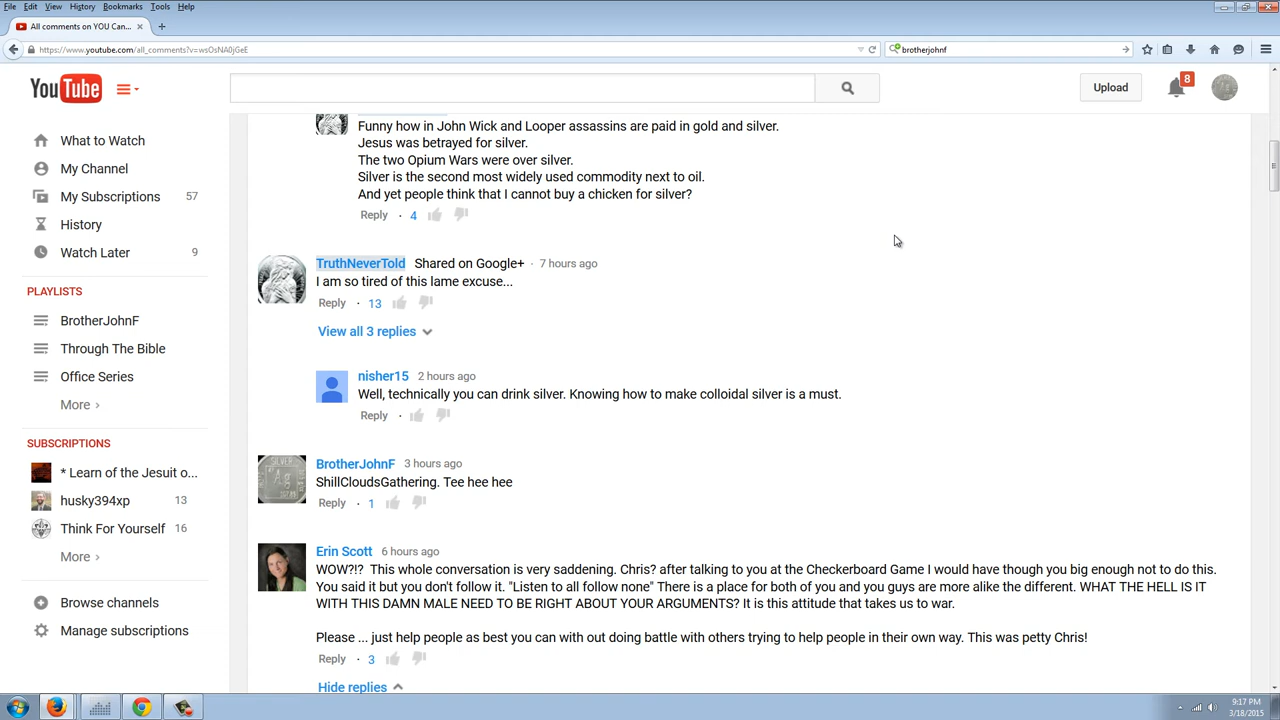 File Edit View History Bookmarks Tools Help
All comments on YOU Can...
https://www.youtube.com/all_comments?v=wsOsNA0jGeE
brotherjohnf
YouTube
Upload
8
What to Watch
My Channel
My Subscriptions 57
History
Watch Later 9
PLAYLISTS
BrotherJohnF
Through The Bible
Office Series
More ›
SUBSCRIPTIONS
* Learn of the Jesuit o...
husky394xp 13
Think For Yourself 16
More ›
Browse channels
Manage subscriptions
Funny how in John Wick and Looper assassins are paid in gold and silver.
Jesus was betrayed for silver.
The two Opium Wars were over silver.
Silver is the second most widely used commodity next to oil.
And yet people think that I cannot buy a chicken for silver?
Reply · 4
TruthNeverTold Shared on Google+ · 7 hours ago
I am so tired of this lame excuse...
Reply · 13
View all 3 replies
nisher15 2 hours ago
Well, technically you can drink silver. Knowing how to make colloidal silver is a must.
Reply ·
SILVER
Ag
BrotherJohnF 3 hours ago
ShillCloudsGathering. Tee hee hee
Reply · 1
Erin Scott 6 hours ago
WOW?!? This whole conversation is very saddening. Chris? after talking to you at the Checkerboard Game I would have though you big enough not to do this.
You said it but you don't follow it. "Listen to all follow none" There is a place for both of you and you guys are more alike the different. WHAT THE HELL IS IT
WITH THIS DAMN MALE NEED TO BE RIGHT ABOUT YOUR ARGUMENTS? It is this attitude that takes us to war.
Please ... just help people as best you can with out doing battle with others trying to help people in their own way. This was petty Chris!
Reply · 3
Hide replies
9:17 PM
3/18/2015